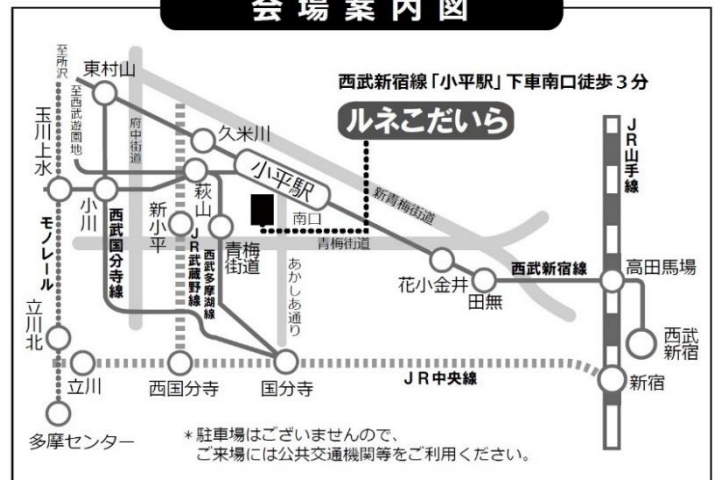 会場案内図
至所沢
東村山
西武新宿線「小平駅」下車南口徒歩３分
ルネこだいら
至西武遊園地
玉川上水
府中街道
久米川
小平駅
JR山手線
小川
萩山
新青梅街道
南口
モノレール
西武国分寺線
新小平
JR武蔵野線
西武多摩湖線
青梅街道
青梅街道
あかしあ通り
花小金井
田無
西武新宿線
高田馬場
立川北
西武
新宿
立川
西国分寺
国分寺
JR中央線
新宿
多摩センター
＊駐車場はございませんので、
ご来場には公共交通機関等をご利用ください。